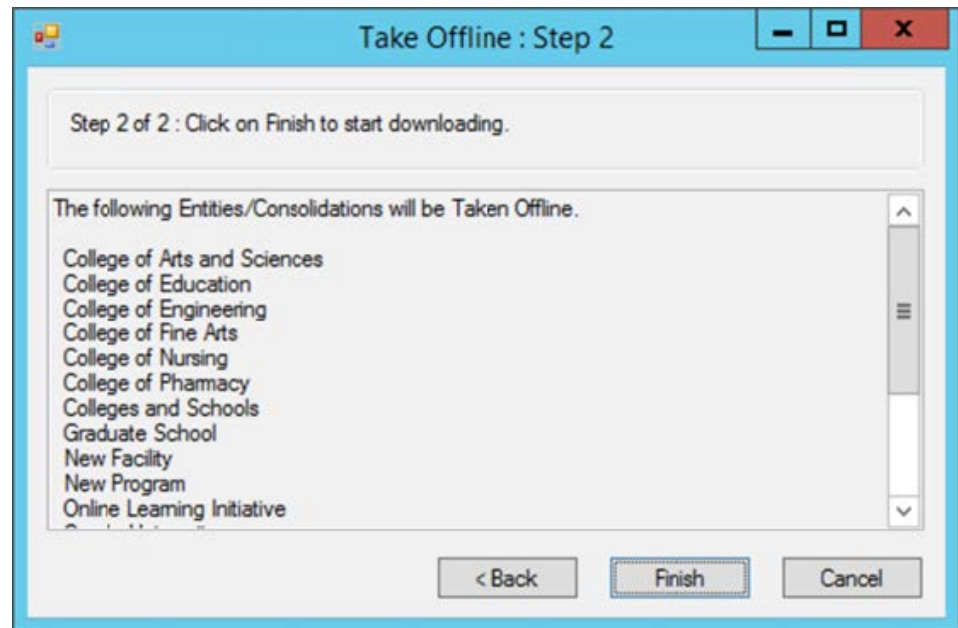 Take Offline : Step 2
Step 2 of 2 : Click on Finish to start downloading.
The following Entities/Consolidations will be Taken Offline.
College of Arts and Sciences
College of Education
College of Engineering
College of Fine Arts
College of Nursing
College of Pharmacy
Colleges and Schools
Graduate School
New Facility
New Program
Online Learning Initiative
< Back
Finish
Cancel